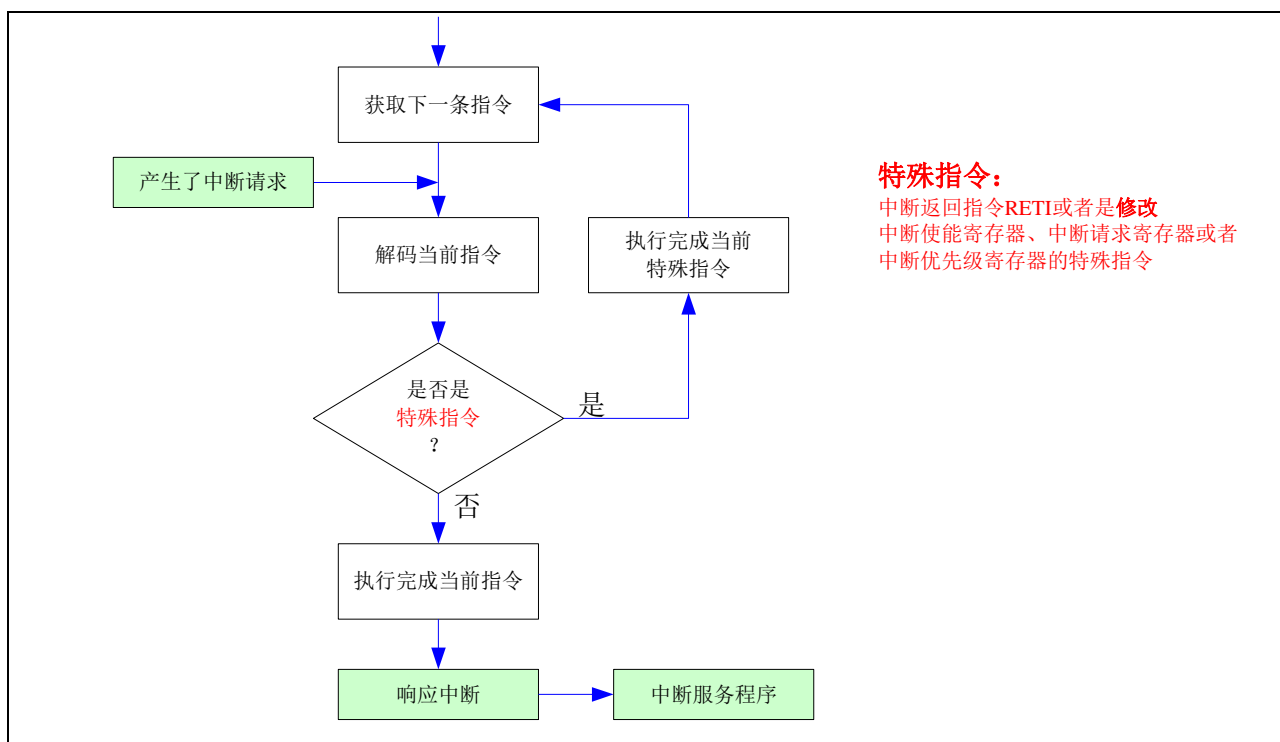 获取下一条指令
产生了中断请求
解码当前指令
执行完成当前
特殊指令
特殊指令：
中断返回指令RETI或者是修改
中断使能寄存器、中断请求寄存器或者
中断优先级寄存器的特殊指令
是否是
特殊指令
？
是
否
执行完成当前指令
响应中断
中断服务程序